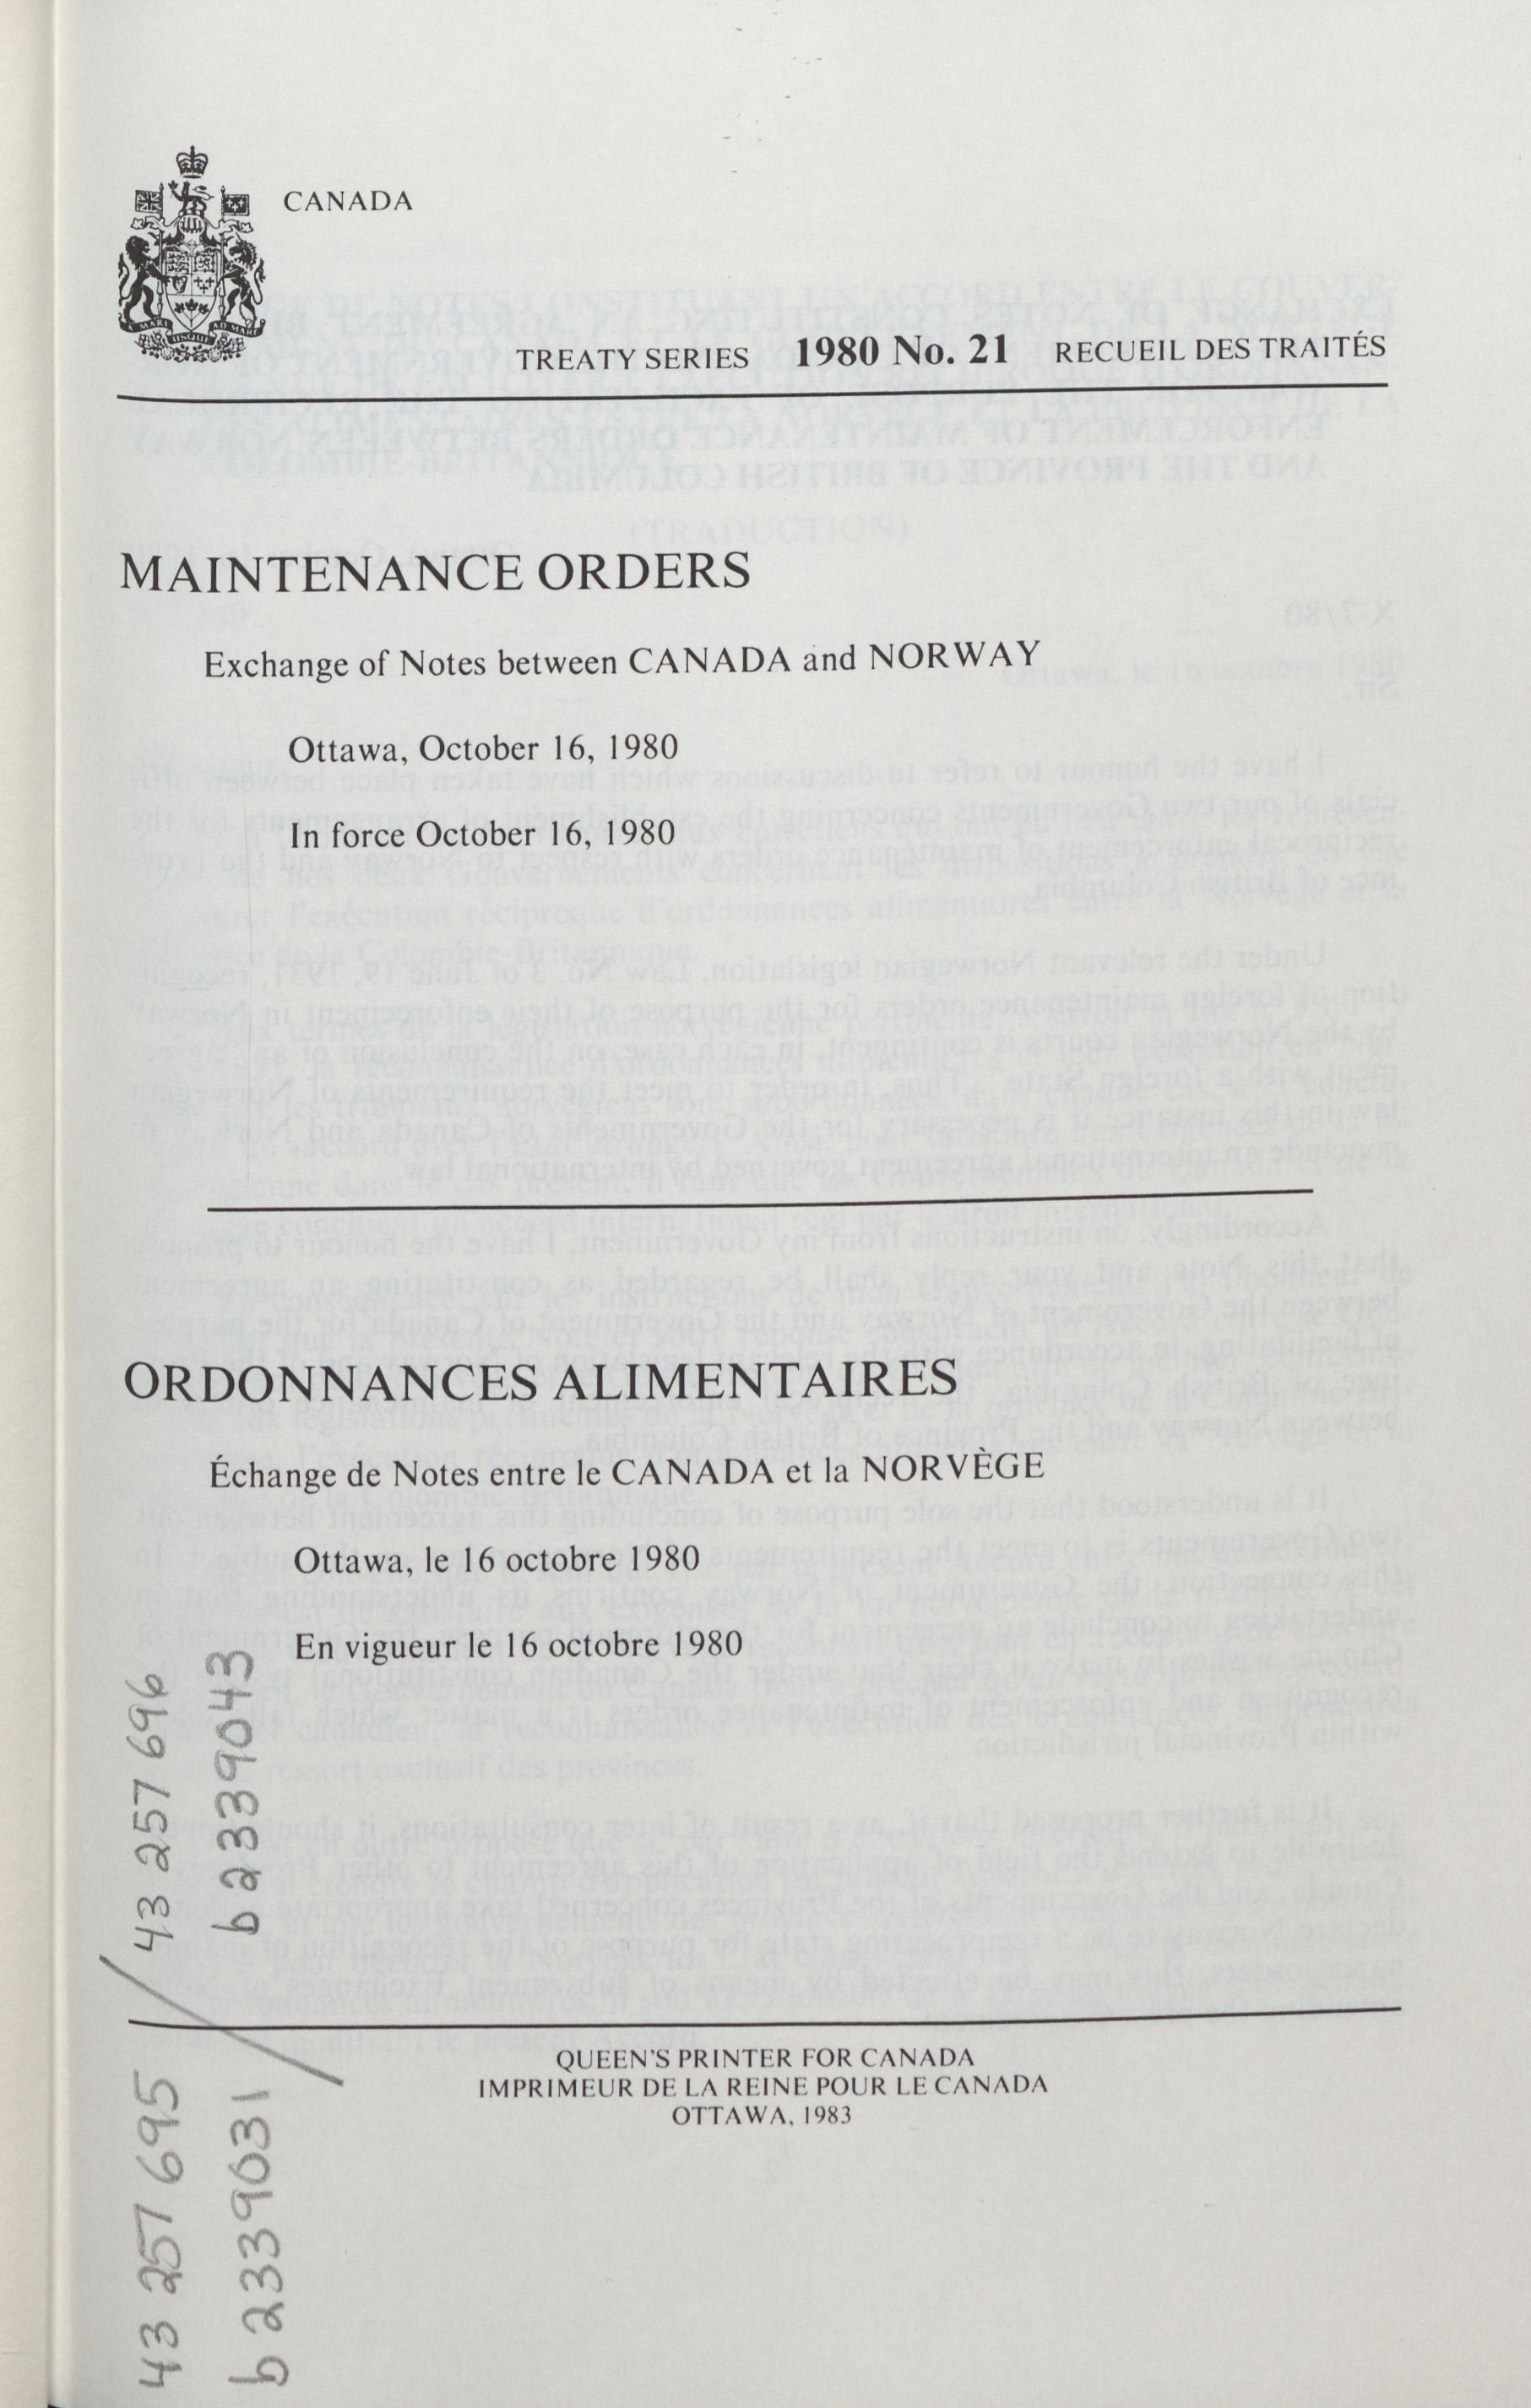 CANADA
TREATY SERIES 1980 No. 21 RECUEIL DES TRAITÉS
MAINTENANCE ORDERS
Exchange of Notes between CANADA and NORWAY
Ottawa, October 16, 1980
In force October 16, 1980
ORDONNANCES ALIMENTAIRES
Échange de Notes entre le CANADA et la NORVÈGE
Ottawa, le 16 octobre 1980
En vigueur le 16 octobre 1980
QUEEN'S PRINTER FOR CANADA
IMPRIMEUR DE LA REINE POUR LE CANADA
OTTAWA, 1983
43 257 695 / 43 257 696
b 2339031 / b 2339043